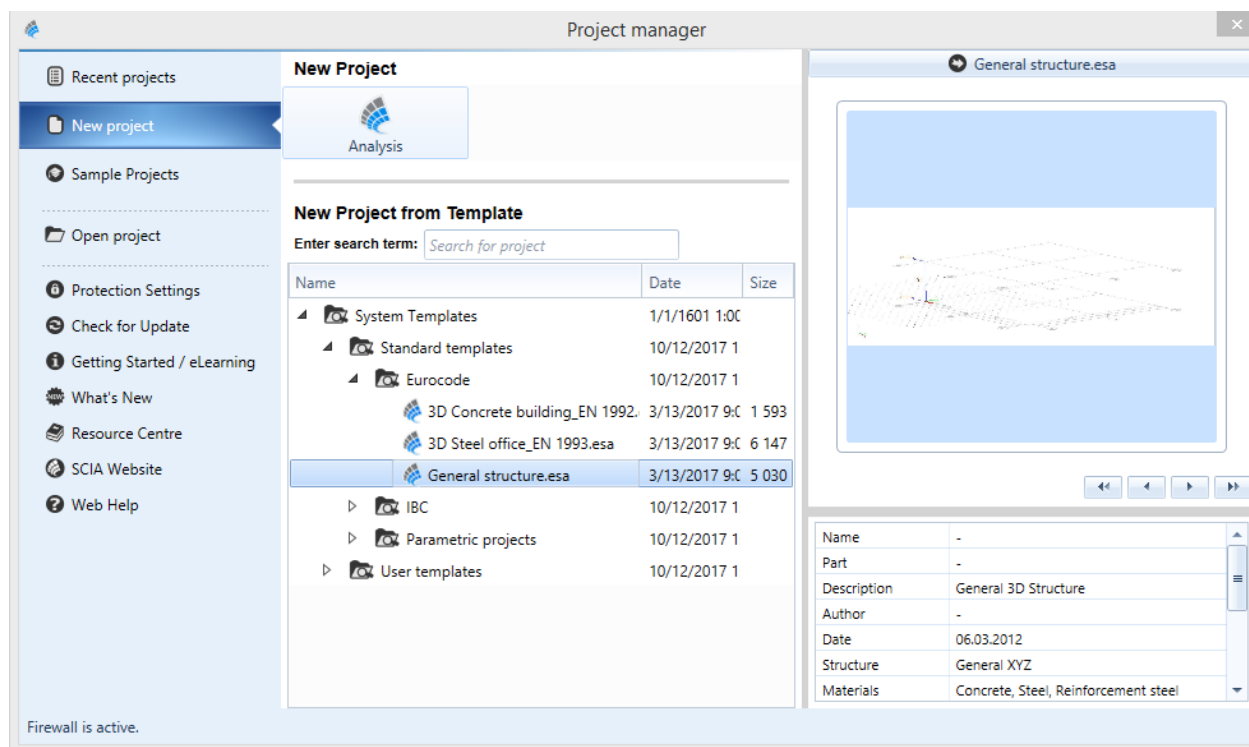 Project manager
Recent projects
New project
Sample Projects
Open project
Protection Settings
Check for Update
Getting Started / eLearning
What's New
Resource Centre
SCIA Website
Web Help
New Project
Analysis
New Project from Template
Enter search term: Search for project
Name Date Size
System Templates 1/1/1601 1:00
Standard templates 10/12/2017 1
Eurocode 10/12/2017 1
3D Concrete building_EN 1992. 3/13/2017 9:0 1 593
3D Steel office_EN 1993.esa 3/13/2017 9:0 6 147
General structure.esa 3/13/2017 9:0 5 030
IBC 10/12/2017 1
Parametric projects 10/12/2017 1
User templates 10/12/2017 1
General structure.esa
Name -
Part -
Description General 3D Structure
Author -
Date 06.03.2012
Structure General XYZ
Materials Concrete, Steel, Reinforcement steel
Firewall is active.